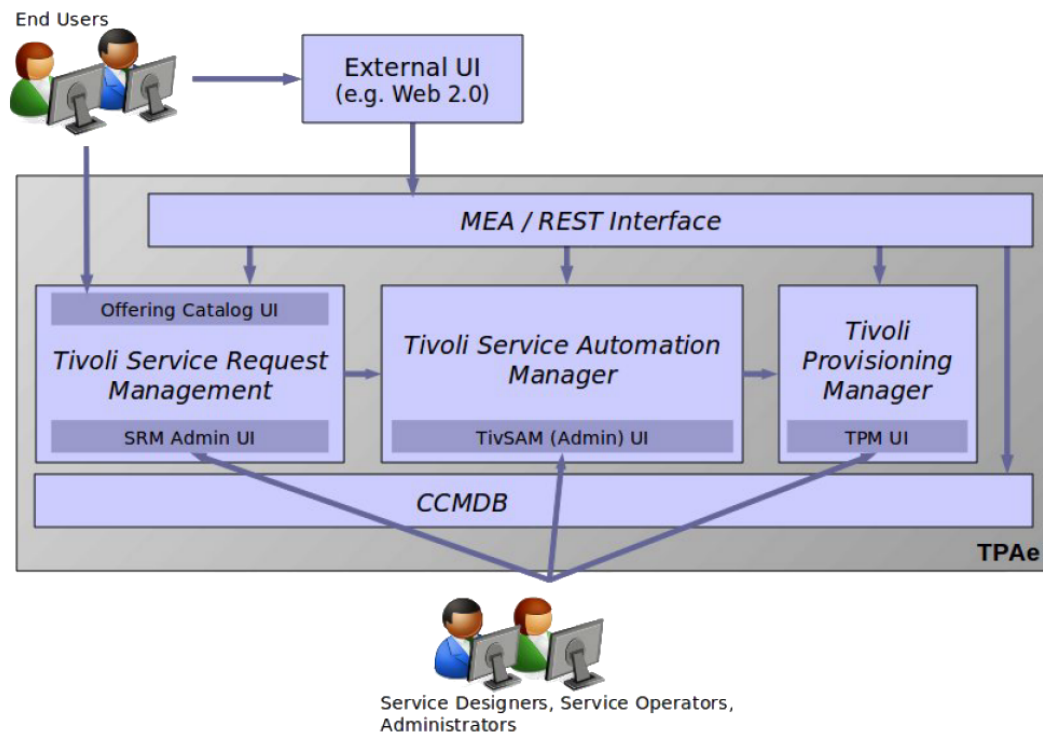 End Users
External UI
(e.g. Web 2.0)
MEA / REST Interface
Offering Catalog UI
Tivoli Service Request
Management
SRM Admin UI
Tivoli Service Automation
Manager
TivSAM (Admin) UI
Tivoli
Provisioning
Manager
TPM UI
CCMDB
TPAe
Service Designers, Service Operators,
Administrators